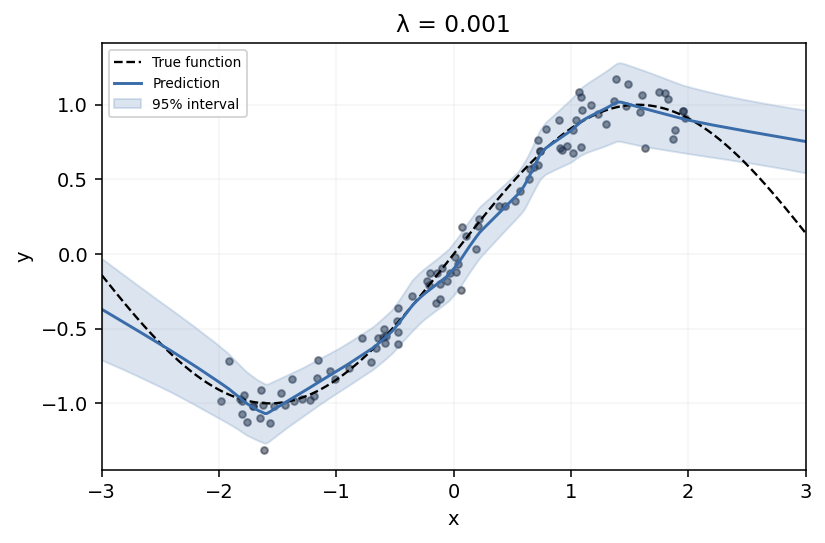 λ = 0.001
True function
Prediction
95% interval
y
1.0
0.5
0.0
−0.5
−1.0
−3
−2
−1
0
1
2
3
x